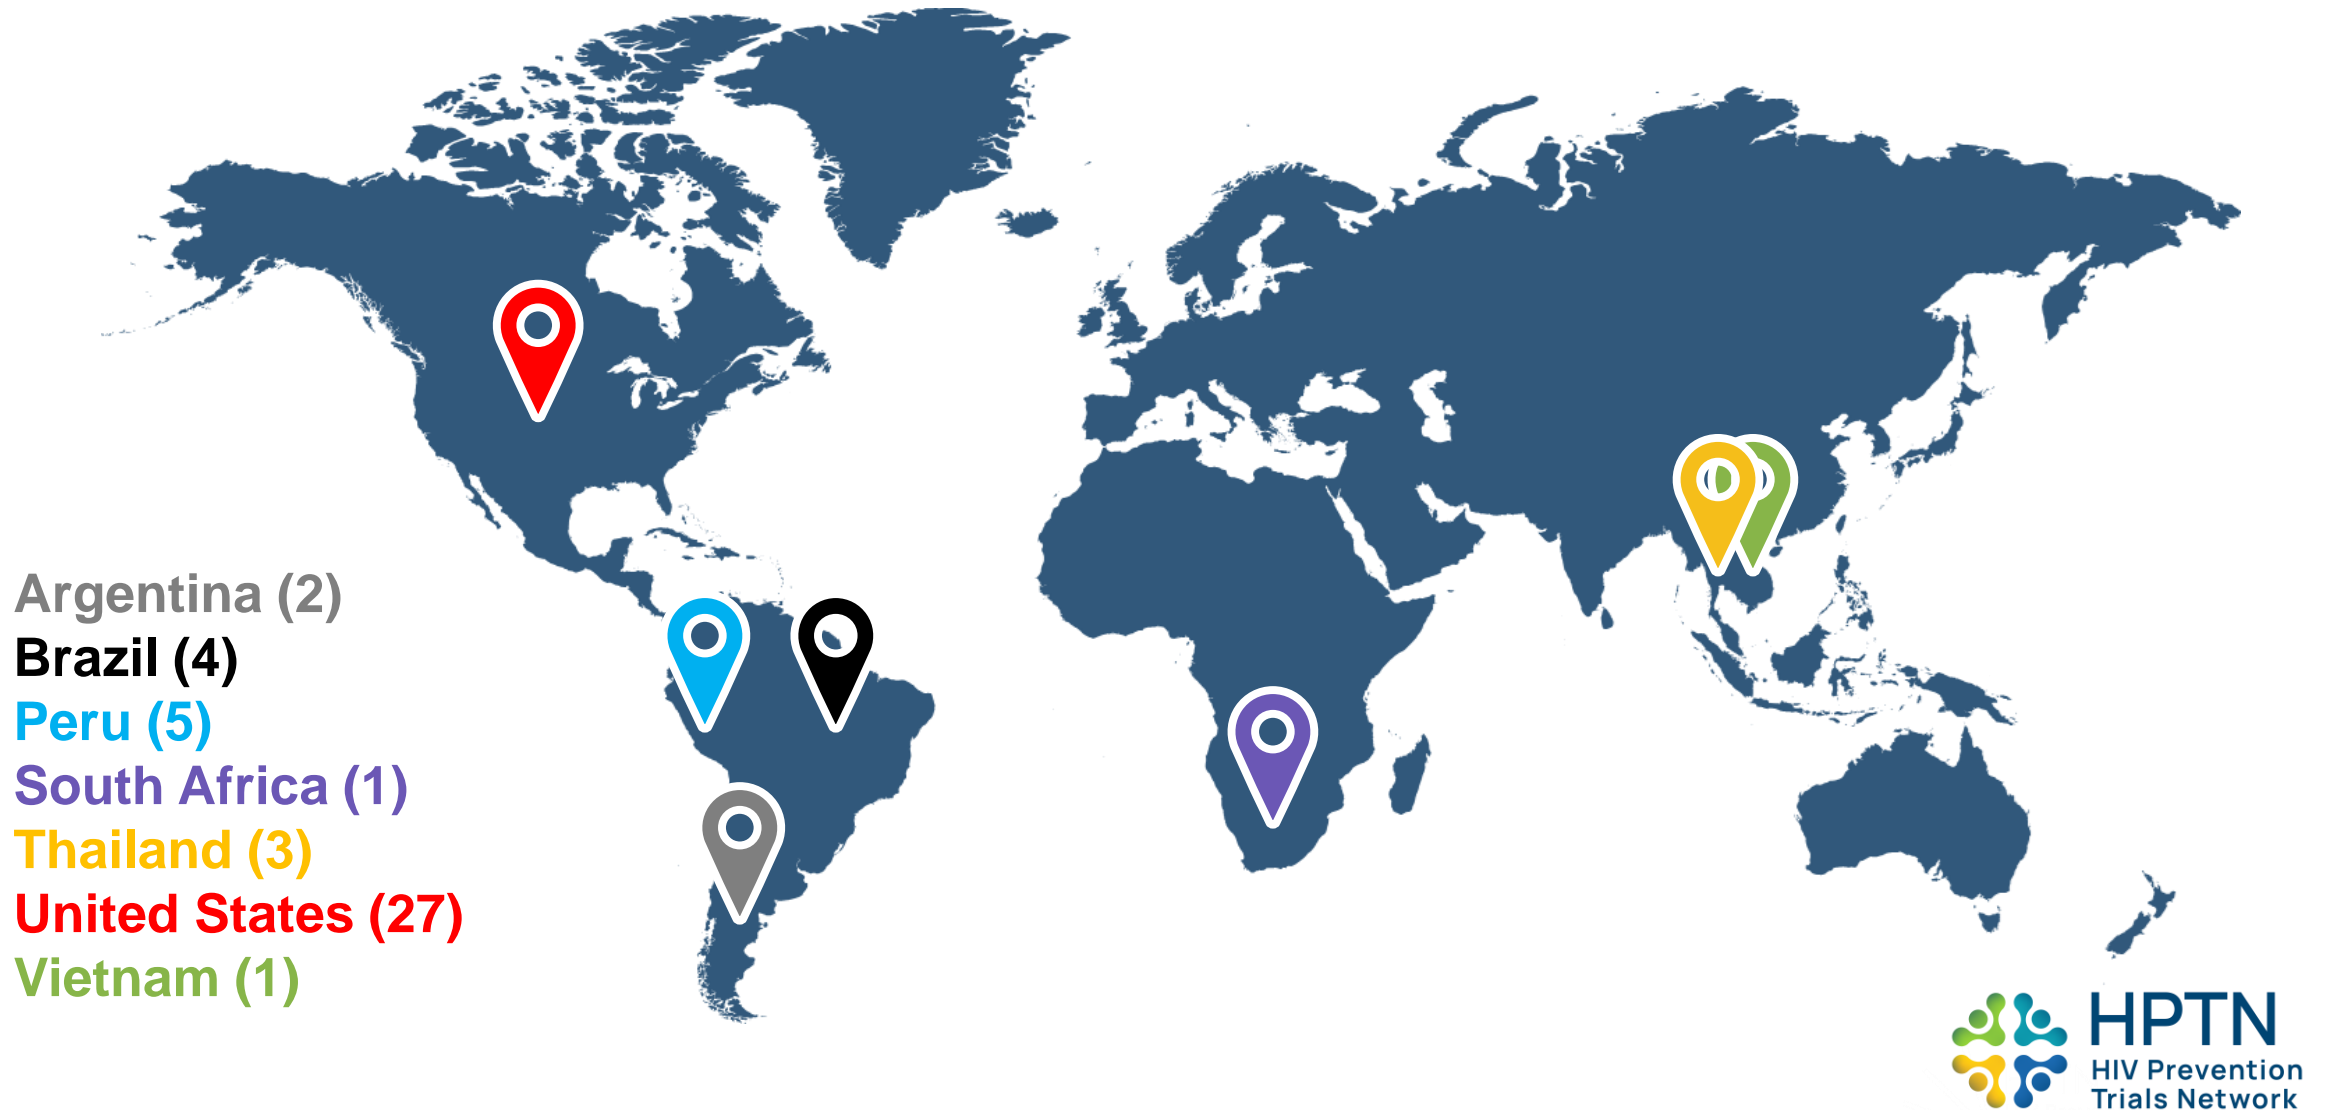 Argentina (2)
Brazil (4)
Peru (5)
South Africa (1)
Thailand (3)
United States (27)
Vietnam (1)
HPTN
HIV Prevention
Trials Network